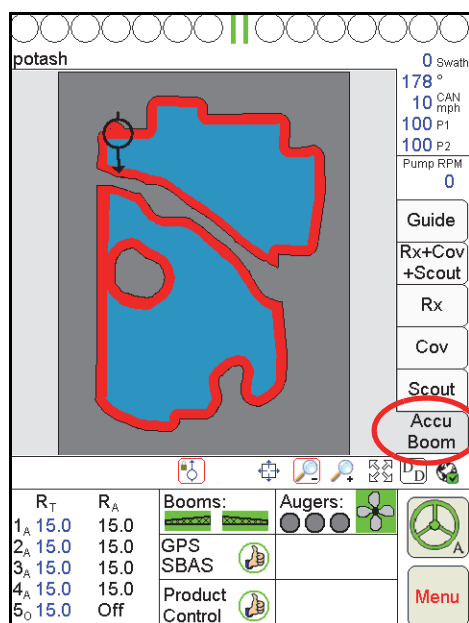 potash
0 Swath
178 °
10 CAN mph
100 P1
100 P2
Pump RPM
0
Guide
Rx+Cov
+Scout
Rx
Cov
Scout
Accu
Boom
DD
RT RA
1A 15.0 15.0
2A 15.0 15.0
3A 15.0 15.0
4A 15.0 15.0
5O 15.0 Off
Booms:
Augers:
GPS
SBAS
Product
Control
A
Menu